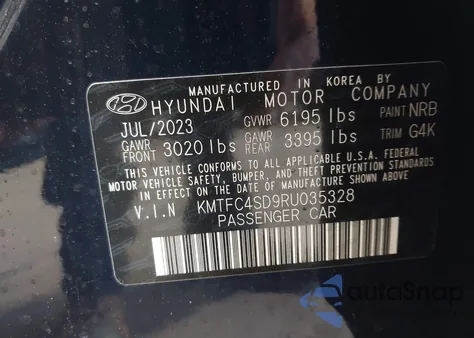 MANUFACTURED IN KOREA BY
HYUNDAI MOTOR COMPANY
JUL/2023 GVWR 6195 lbs PAINT NRB
GAWR FRONT 3020 lbs GAWR REAR 3395 lbs TRIM G4K
THIS VEHICLE CONFORMS TO ALL APPLICABLE U.S.A. FEDERAL
MOTOR VEHICLE SAFETY, BUMPER, AND THEFT PREVENTION
STANDARDS IN EFFECT ON THE DATE OF MANUFACTURE SHOWN ABOVE.
V.I.N KMTFC4SD9RU035328
PASSENGER CAR
autoSnap